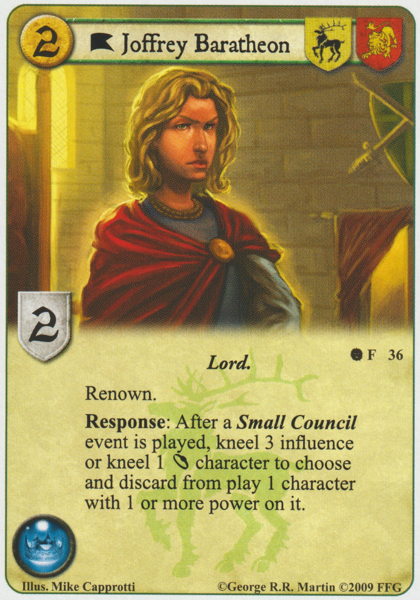 2
Joffrey Baratheon
2
Lord.
F 36
Renown.
Response: After a Small Council
event is played, kneel 3 influence
or kneel 1 character to choose
and discard from play 1 character
with 1 or more power on it.
Illus. Mike Capprotti ©George R.R. Martin ©2009 FFG